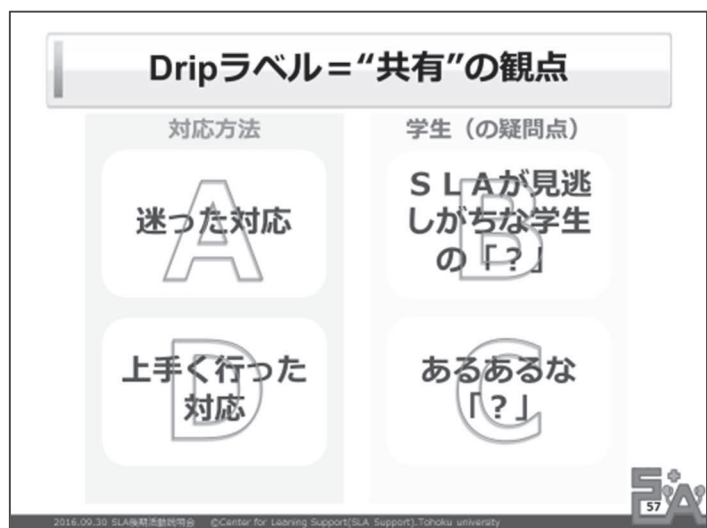 Dripラベル＝“共有”の観点
対応方法
学生（の疑問点）
A
迷った対応
B
ＳＬＡが見逃
しがちな学生
の「？」
D
上手く行った
対応
C
あるあるな
「？」
SLA
57
2016.09.30 SLA後期活動説明会 ©Center for Learning Support(SLA Support).Tohoku university